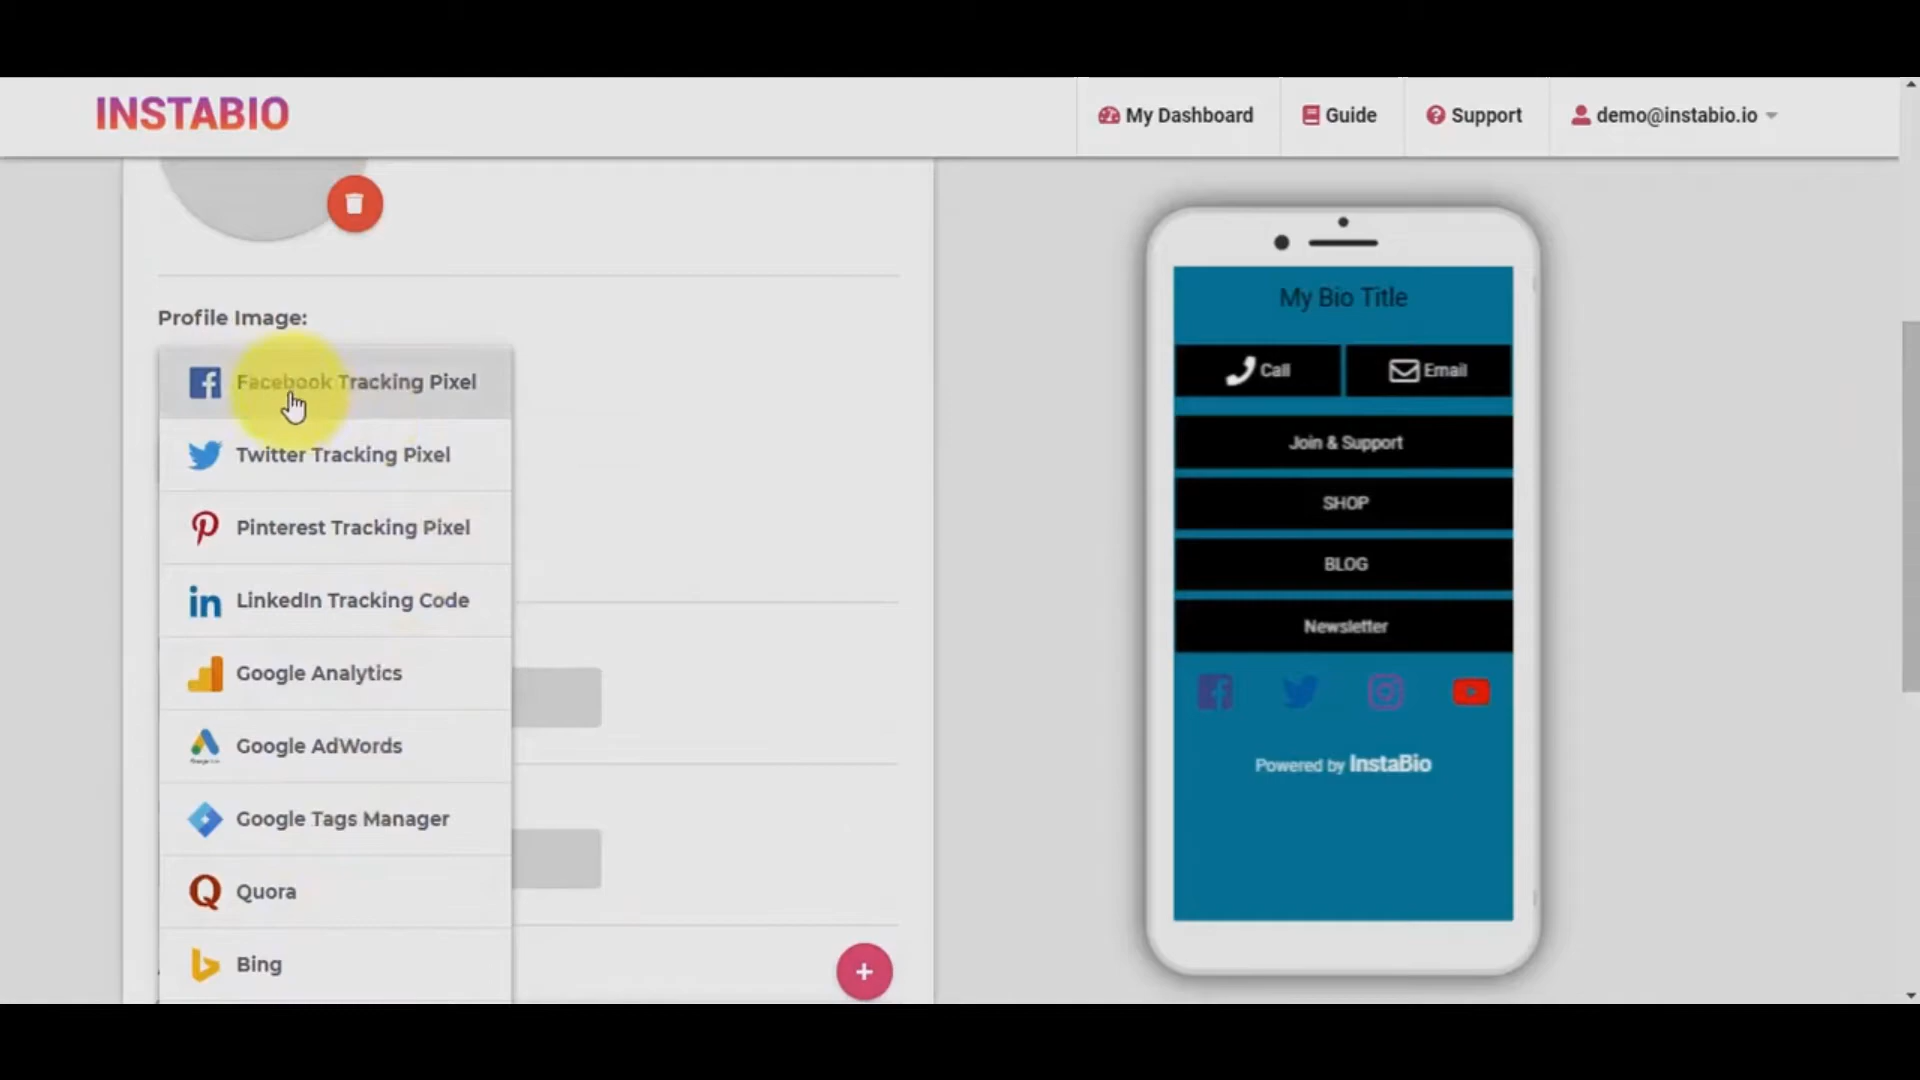 INSTABIO
My Dashboard
Guide
Support
demo@instabio.io
Profile Image:
Facebook Tracking Pixel
Twitter Tracking Pixel
Pinterest Tracking Pixel
LinkedIn Tracking Code
Google Analytics
Google AdWords
Google Tags Manager
Quora
Bing
My Bio Title
Call
Email
Join & Support
SHOP
BLOG
Newsletter
Powered by InstaBio